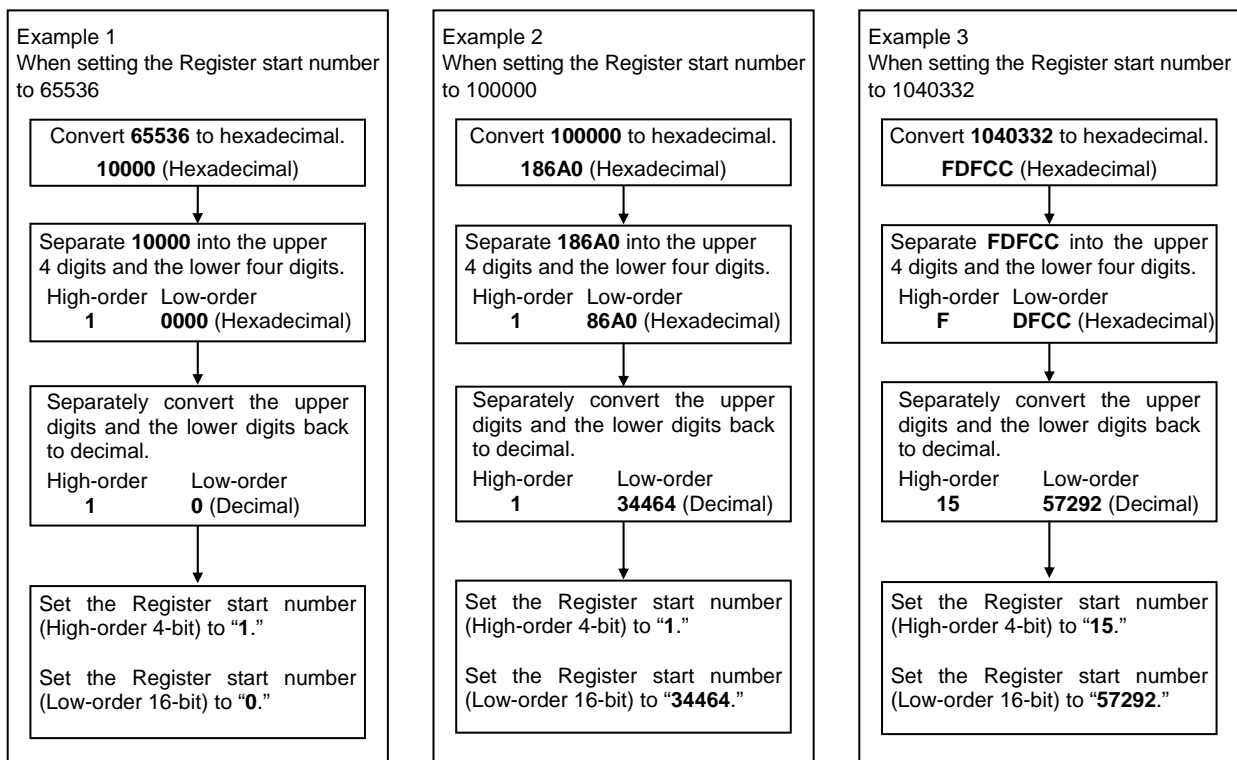 Example 1
When setting the Register start number
to 65536
Convert 65536 to hexadecimal.
10000 (Hexadecimal)
Separate 10000 into the upper
4 digits and the lower four digits.
High-order Low-order
1 0000 (Hexadecimal)
Separately convert the upper
digits and the lower digits back
to decimal.
High-order Low-order
1 0 (Decimal)
Set the Register start number
(High-order 4-bit) to “1.”
Set the Register start number
(Low-order 16-bit) to “0.”
Example 2
When setting the Register start number
to 100000
Convert 100000 to hexadecimal.
186A0 (Hexadecimal)
Separate 186A0 into the upper
4 digits and the lower four digits.
High-order Low-order
1 86A0 (Hexadecimal)
Separately convert the upper
digits and the lower digits back
to decimal.
High-order Low-order
1 34464 (Decimal)
Set the Register start number
(High-order 4-bit) to “1.”
Set the Register start number
(Low-order 16-bit) to “34464.”
Example 3
When setting the Register start number
to 1040332
Convert 1040332 to hexadecimal.
FDFCC (Hexadecimal)
Separate FDFCC into the upper
4 digits and the lower four digits.
High-order Low-order
F DFCC (Hexadecimal)
Separately convert the upper
digits and the lower digits back
to decimal.
High-order Low-order
15 57292 (Decimal)
Set the Register start number
(High-order 4-bit) to “15.”
Set the Register start number
(Low-order 16-bit) to “57292.”